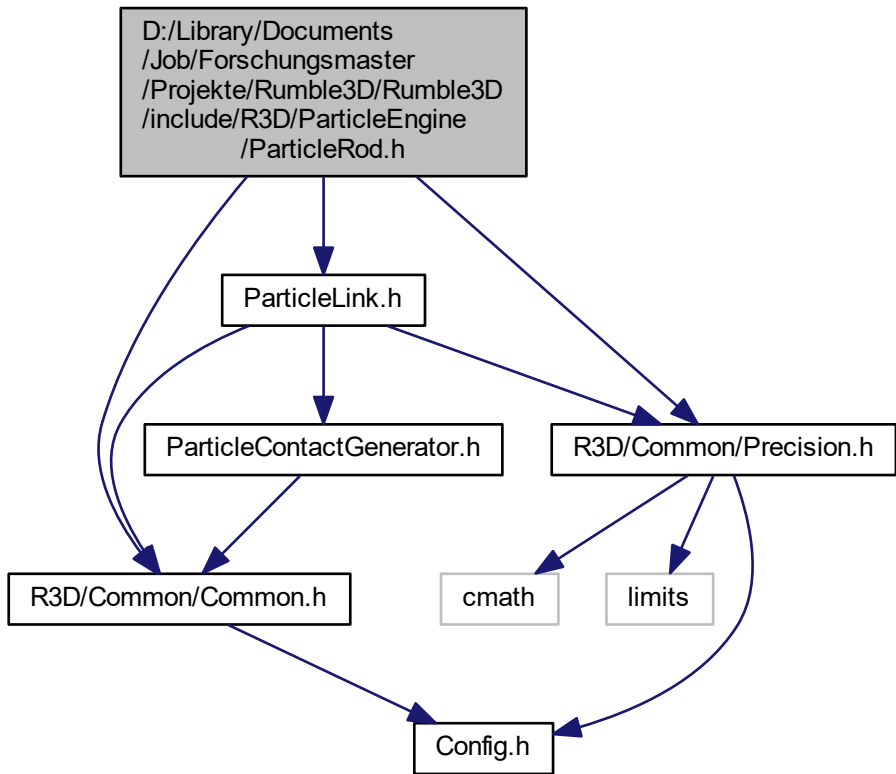 D:/Library/Documents
/Job/Forschungsmaster
/Projekte/Rumble3D/Rumble3D
/include/R3D/ParticleEngine
/ParticleRod.h
ParticleLink.h
ParticleContactGenerator.h
R3D/Common/Precision.h
R3D/Common/Common.h
cmath
limits
Config.h